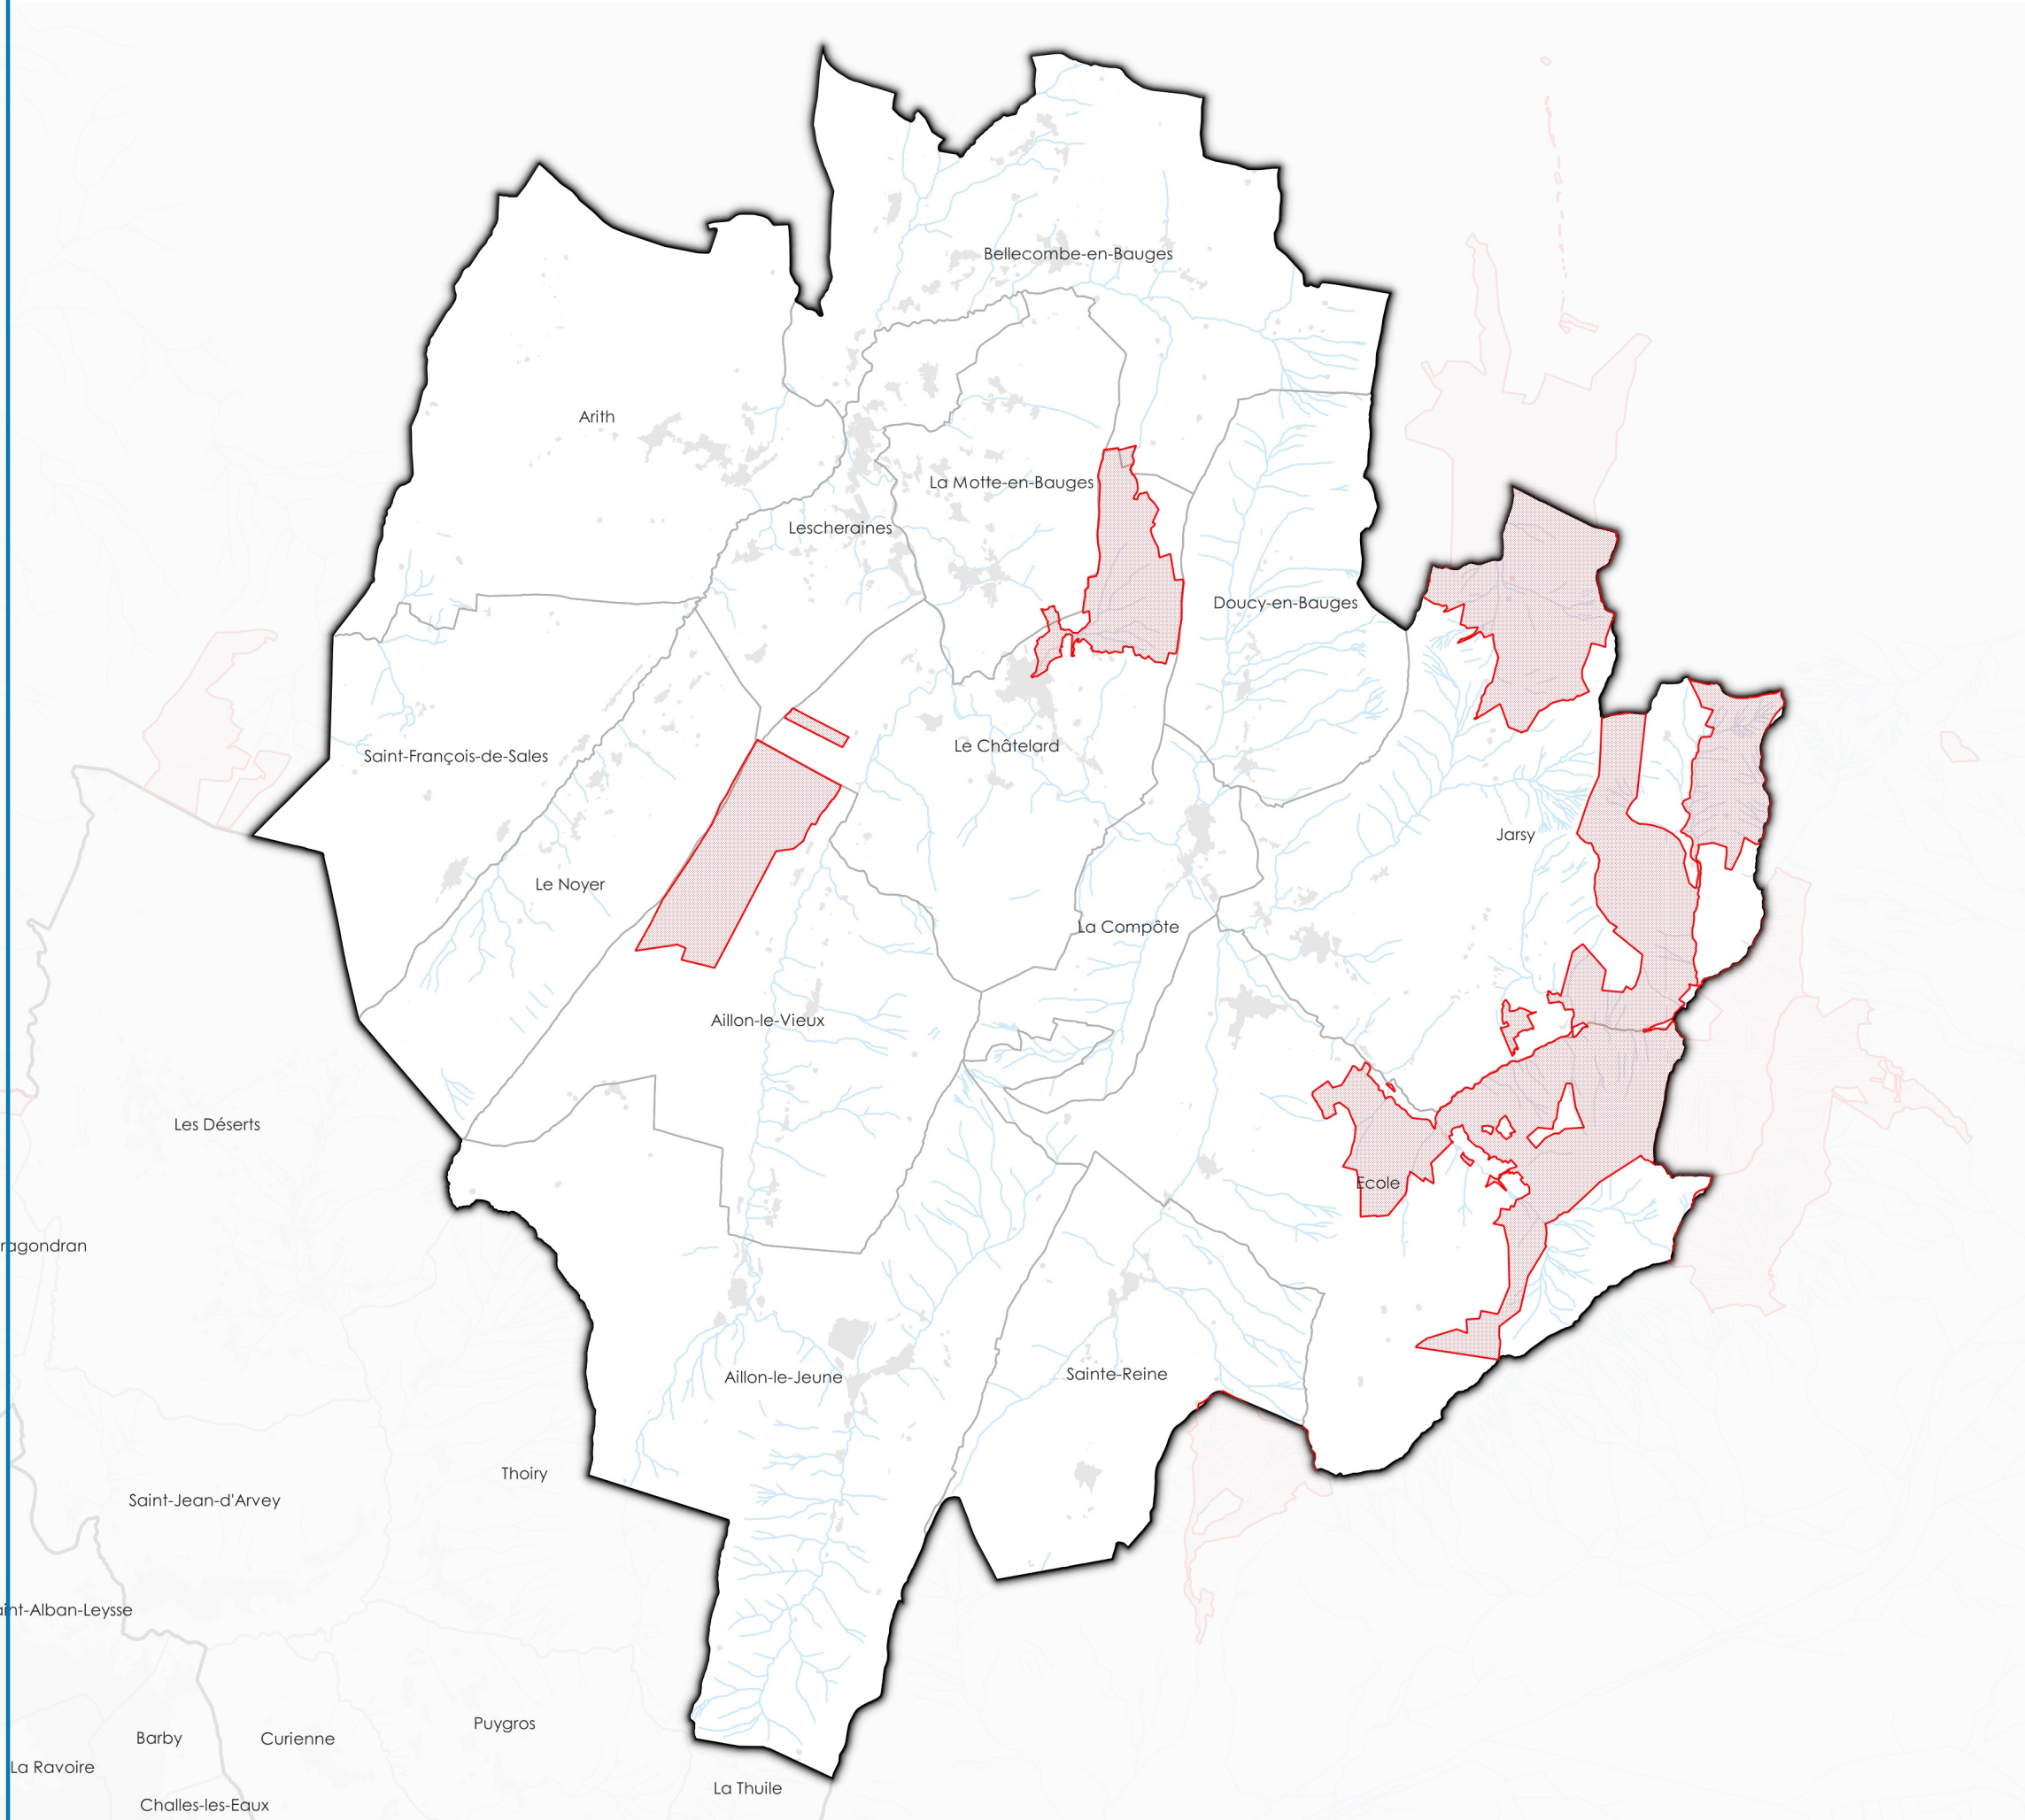 Bellecombe-en-Bauges
Arith
La Motte-en-Bauges
Lescheraines
Doucy-en-Bauges
Le Châtelard
Saint-François-de-Sales
Jarsy
Le Noyer
La Compôte
Aillon-le-Vieux
Les Déserts
Ecole
ragondran
Sainte-Reine
Aillon-le-Jeune
Thoiry
Saint-Jean-d'Arvey
aint-Alban-Leysse
Puygros
Barby
Curienne
La Ravoire
La Thuile
Challes-les-Eaux